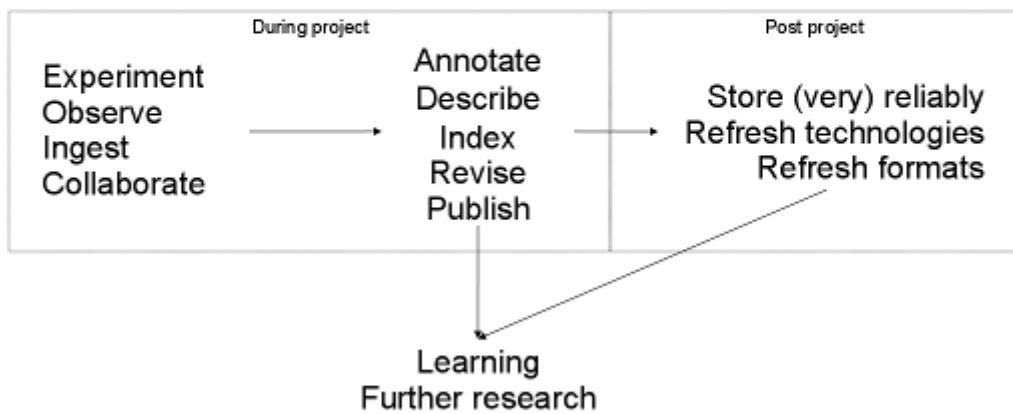 During project
Post project
Experiment
Observe
Ingest
Collaborate
Annotate
Describe
Index
Revise
Publish
Store (very) reliably
Refresh technologies
Refresh formats
Learning
Further research